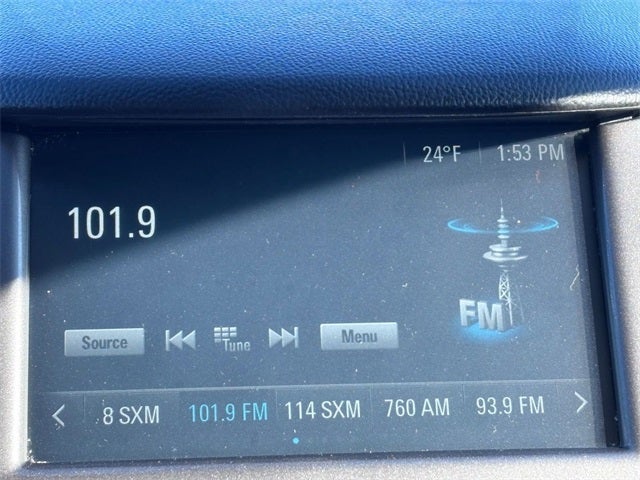 24°F 1:53 PM
101.9
FM
Source Tune Menu
8 SXM 101.9 FM 114 SXM 760 AM 93.9 FM